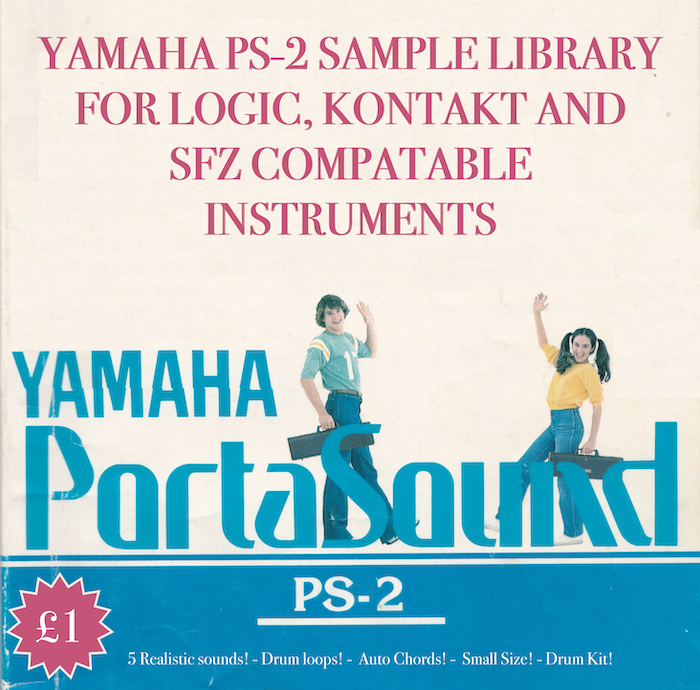 YAMAHA PS-2 SAMPLE LIBRARY
FOR LOGIC, KONTAKT AND
SFZ COMPATABLE
INSTRUMENTS
1
YAMAHA
PortaSound
PS-2
£1
5 Realistic sounds! - Drum loops! - Auto Chords! - Small Size! - Drum Kit!